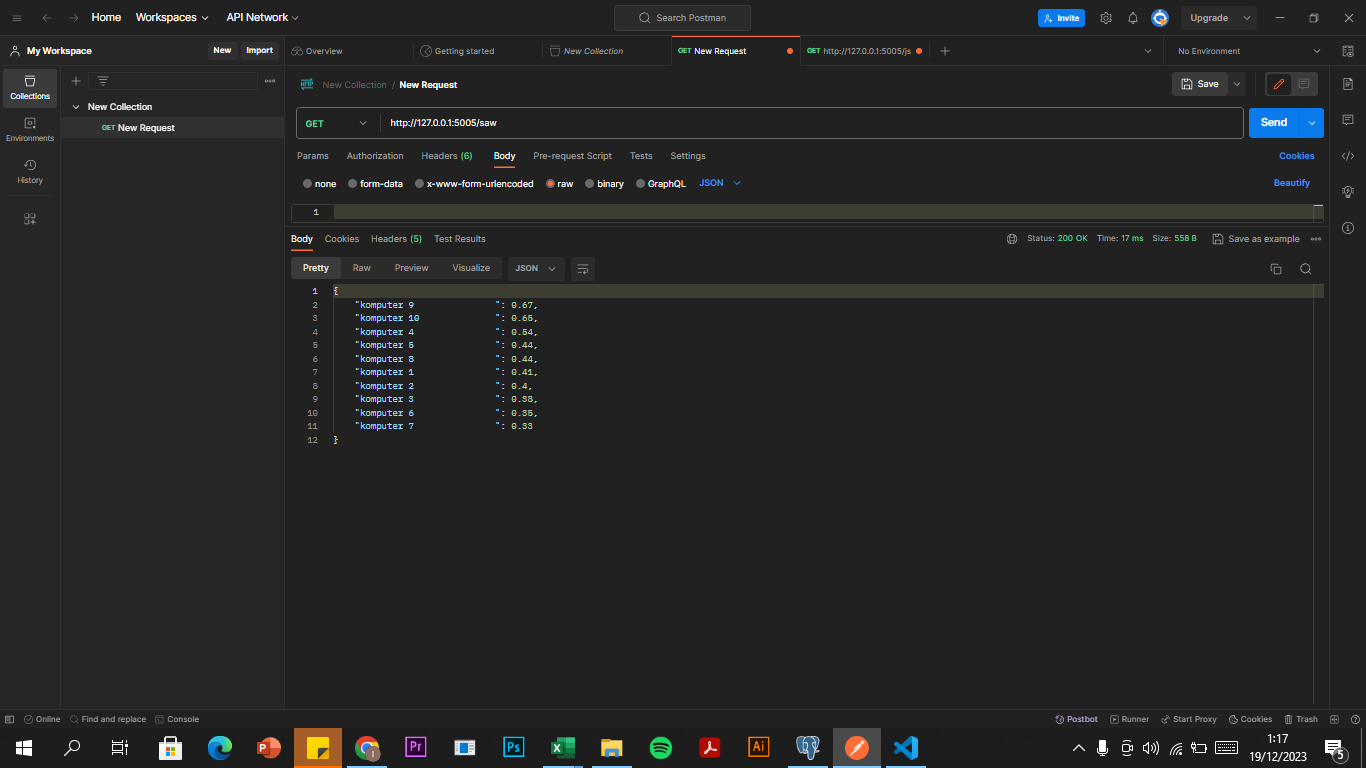 Home Workspaces API Network Search Postman Invite Upgrade
My Workspace New Import Overview Getting started New Collection GET New Request GET http://127.0.0.1:5005/js No Environment
Collections
Environments
History
New Collection
GET New Request
HTTP New Collection / New Request Save
GET http://127.0.0.1:5005/saw Send
Params Authorization Headers (6) Body Pre-request Script Tests Settings Cookies
none form-data x-www-form-urlencoded raw binary GraphQL JSON Beautify
1
Body Cookies Headers (5) Test Results Status: 200 OK Time: 17 ms Size: 558 B Save as example
Pretty Raw Preview Visualize JSON
1 {
2 "komputer 9 ": 0.67,
3 "komputer 10 ": 0.65,
4 "komputer 4 ": 0.54,
5 "komputer 5 ": 0.44,
6 "komputer 8 ": 0.44,
7 "komputer 1 ": 0.41,
8 "komputer 2 ": 0.4,
9 "komputer 3 ": 0.38,
10 "komputer 6 ": 0.35,
11 "komputer 7 ": 0.33
12 }
Online Find and replace Console Postbot Runner Start Proxy Cookies Trash
P I Pr Ps X Ai 1:17
19/12/2023 5